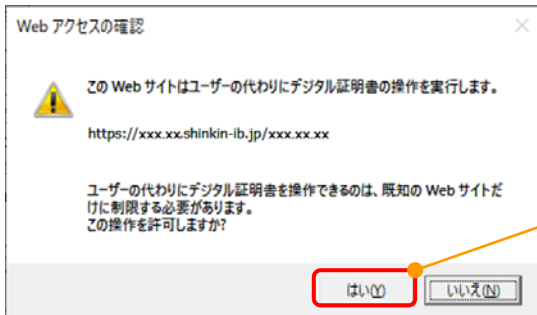 Web アクセスの確認
この Web サイトはユーザーの代わりにデジタル証明書の操作を実行します。
https://xxx.xx.shinkin-ib.jp/xxx.xx.xx
ユーザーの代わりにデジタル証明書を操作できるのは、既知の Web サイトだ
けに制限する必要があります。
この操作を許可しますか?
はい(Y) いいえ(N)